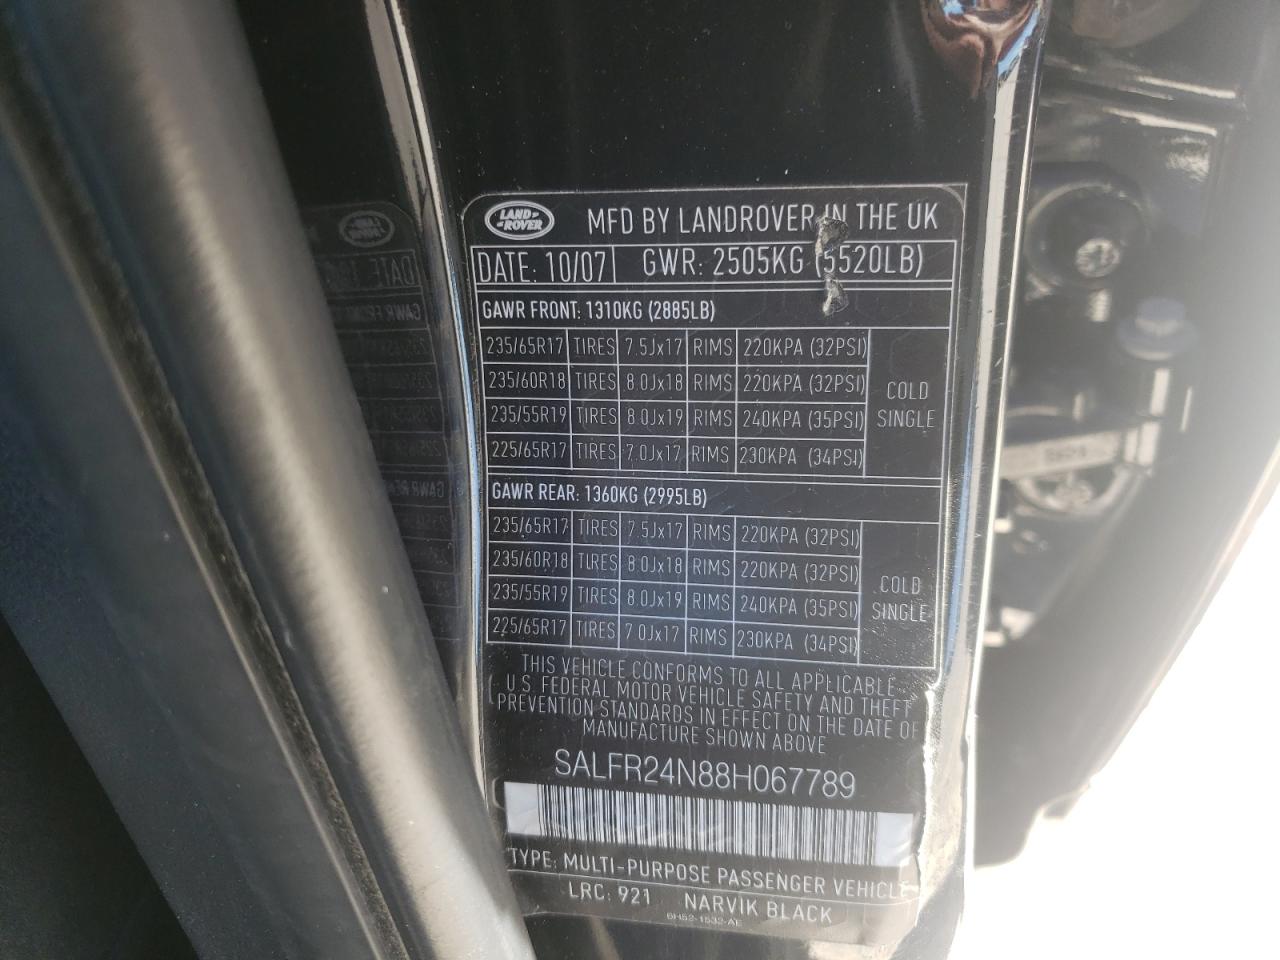 LAND ROVER MFD BY LANDROVER IN THE UK
DATE: 10/07 GWR: 2505KG (5520LB)
GAWR FRONT: 1310KG (2885LB)
235/65R17 TIRES 7.5Jx17 RIMS 220KPA (32PSI)
235/60R18 TIRES 8.0Jx18 RIMS 220KPA (32PSI)
235/55R19 TIRES 8.0Jx19 RIMS 240KPA (35PSI)
225/65R17 TIRES 7.0Jx17 RIMS 230KPA (34PSI)
COLD
SINGLE
GAWR REAR: 1360KG (2995LB)
235/65R17 TIRES 7.5Jx17 RIMS 220KPA (32PSI)
235/60R18 TIRES 8.0Jx18 RIMS 220KPA (32PSI)
235/55R19 TIRES 8.0Jx19 RIMS 240KPA (35PSI)
225/65R17 TIRES 7.0Jx17 RIMS 230KPA (34PSI)
COLD
SINGLE
THIS VEHICLE CONFORMS TO ALL APPLICABLE
U.S. FEDERAL MOTOR VEHICLE SAFETY AND THEFT
PREVENTION STANDARDS IN EFFECT ON THE DATE OF
MANUFACTURE SHOWN ABOVE
SALFR24N88H067789
TYPE: MULTI-PURPOSE PASSENGER VEHICLE
LRC: 921 NARVIK BLACK
6H52-1532-AE